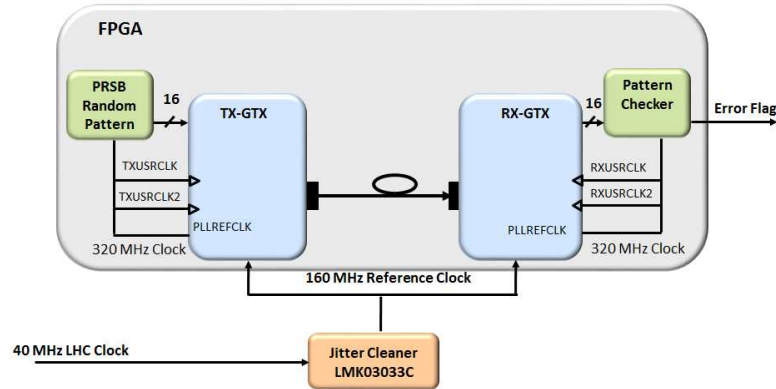 FPGA
PRSB
Random
Pattern
16
TX-GTX
RX-GTX
16
Pattern
Checker
Error Flag
TXUSRCLK
TXUSRCLK2
PLLREFCLK
320 MHz Clock
RXUSRCLK
RXUSRCLK2
PLLREFCLK
320 MHz Clock
160 MHz Reference Clock
40 MHz LHC Clock
Jitter Cleaner
LMK03033C